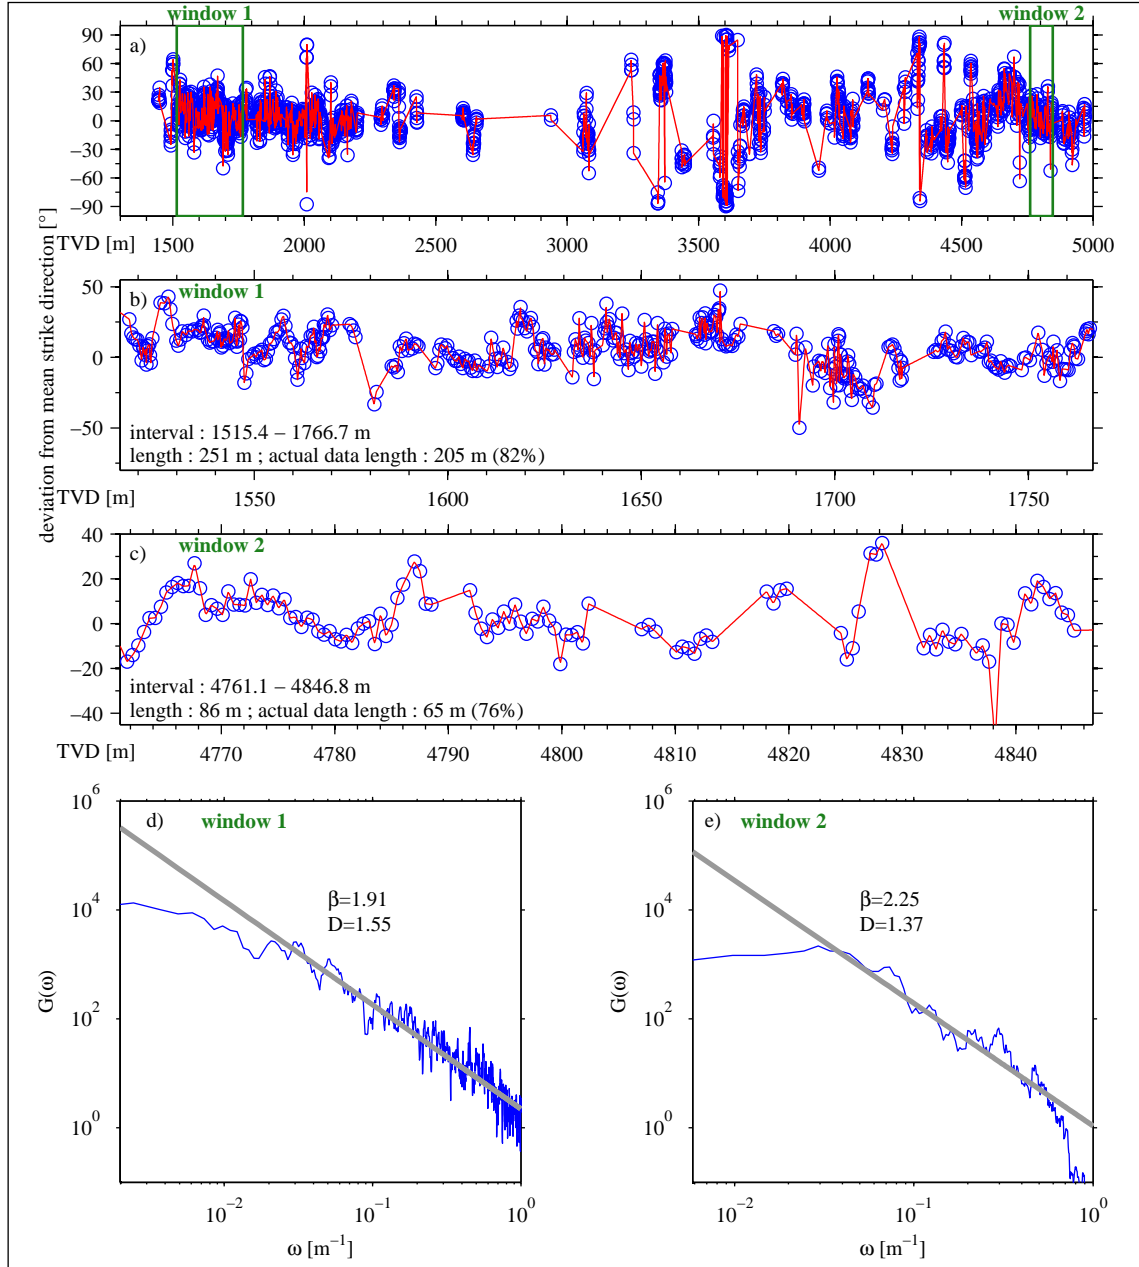 window 1 window 2
a)
90
60
30
0
−30
−60
−90
TVD [m] 1500 2000 2500 3000 3500 4000 4500 5000
deviation from mean strike direction [°]
b) window 1
50
0
−50
interval : 1515.4 – 1766.7 m
length : 251 m ; actual data length : 205 m (82%)
TVD [m] 1550 1600 1650 1700 1750
c) window 2
40
20
0
−20
−40
interval : 4761.1 – 4846.8 m
length : 86 m ; actual data length : 65 m (76%)
TVD [m] 4770 4780 4790 4800 4810 4820 4830 4840
d) window 1
10^6
10^4
10^2
10^0
G(ω)
β=1.91
D=1.55
10^−2 10^−1 10^0
ω [m^−1]
e) window 2
10^6
10^4
10^2
10^0
G(ω)
β=2.25
D=1.37
10^−2 10^−1 10^0
ω [m^−1]